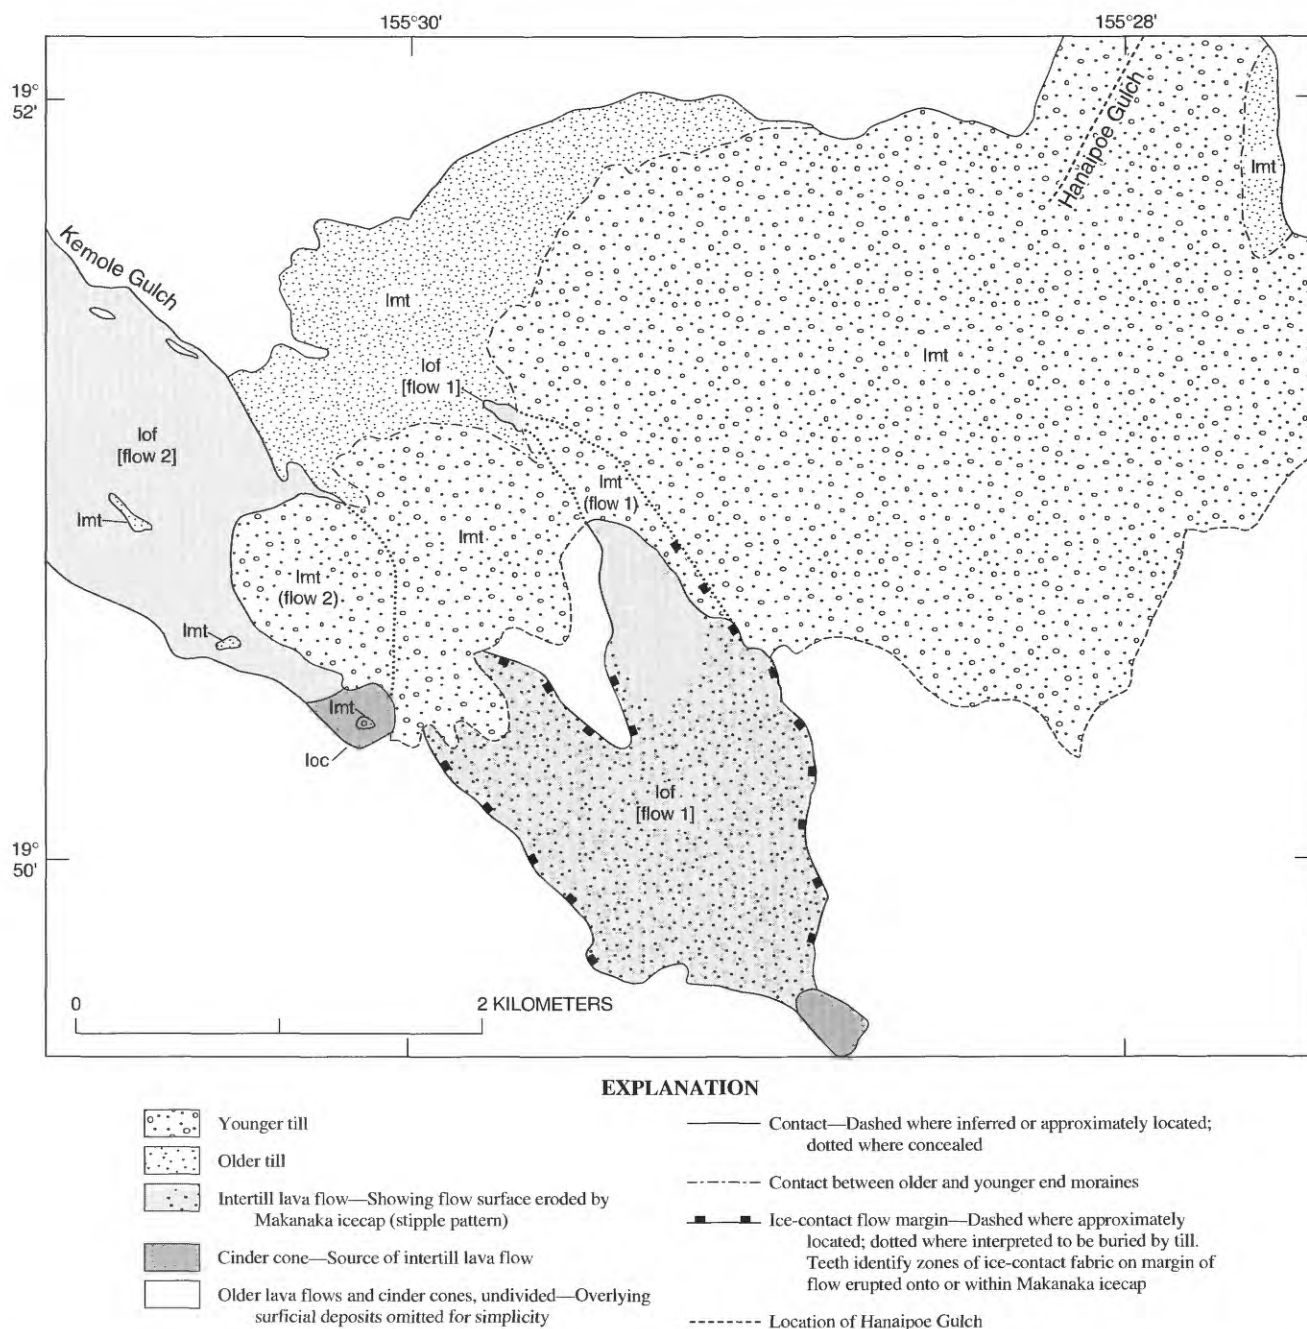 155°30'
155°28'
19°
52'
Hanaipoe Gulch
lmt
Kemole Gulch
lmt
lmt
lof
[flow 1]
lof
[flow 2]
lmt
(flow 1)
lmt
lmt
lmt
(flow 2)
lmt
lmt
loc
lof
[flow 1]
19°
50'
0
2 KILOMETERS
EXPLANATION
Younger till
Older till
Intertill lava flow—Showing flow surface eroded by
Makanaka icecap (stipple pattern)
Cinder cone—Source of intertill lava flow
Older lava flows and cinder cones, undivided—Overlying
surficial deposits omitted for simplicity
Contact—Dashed where inferred or approximately located;
dotted where concealed
Contact between older and younger end moraines
Ice-contact flow margin—Dashed where approximately
located; dotted where interpreted to be buried by till.
Teeth identify zones of ice-contact fabric on margin of
flow erupted onto or within Makanaka icecap
Location of Hanaipoe Gulch